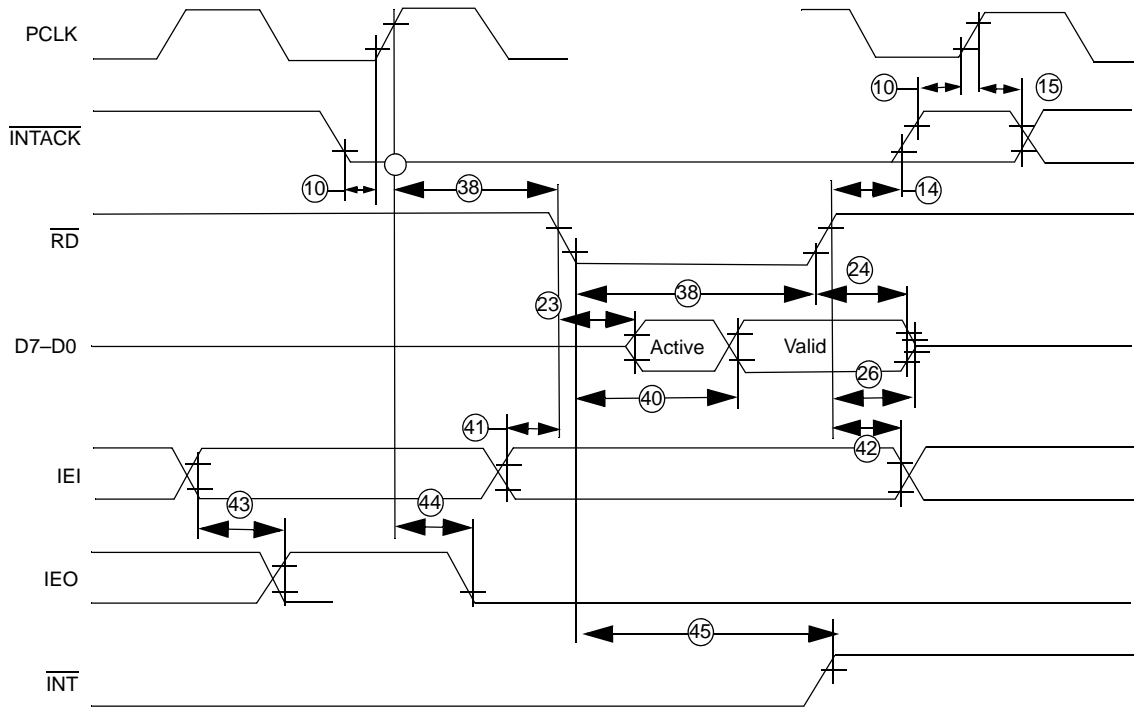 PCLK
10
15
INTACK
10
38
14
RD
24
38
23
D7–D0
Active
Valid
26
40
41
42
IEI
43
44
IEO
45
INT